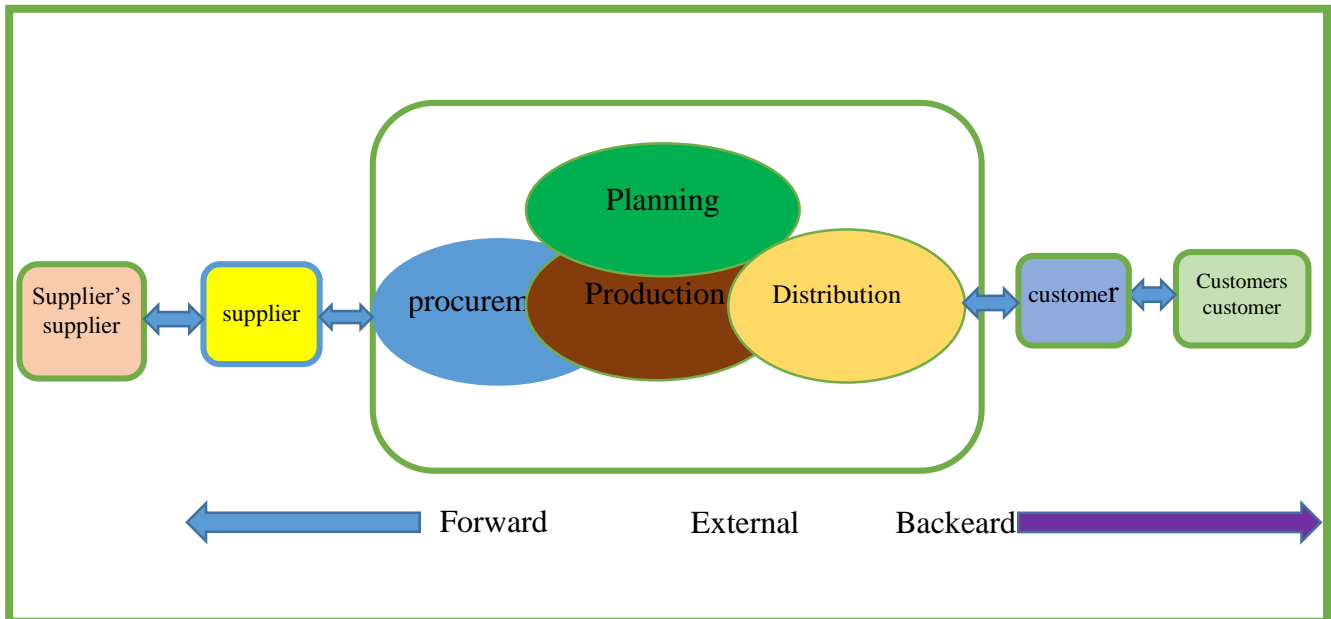 Planning
Supplier's
supplier
supplier
procurem
Production
Distribution
customer
Customers
customer
Forward
External
Backeard